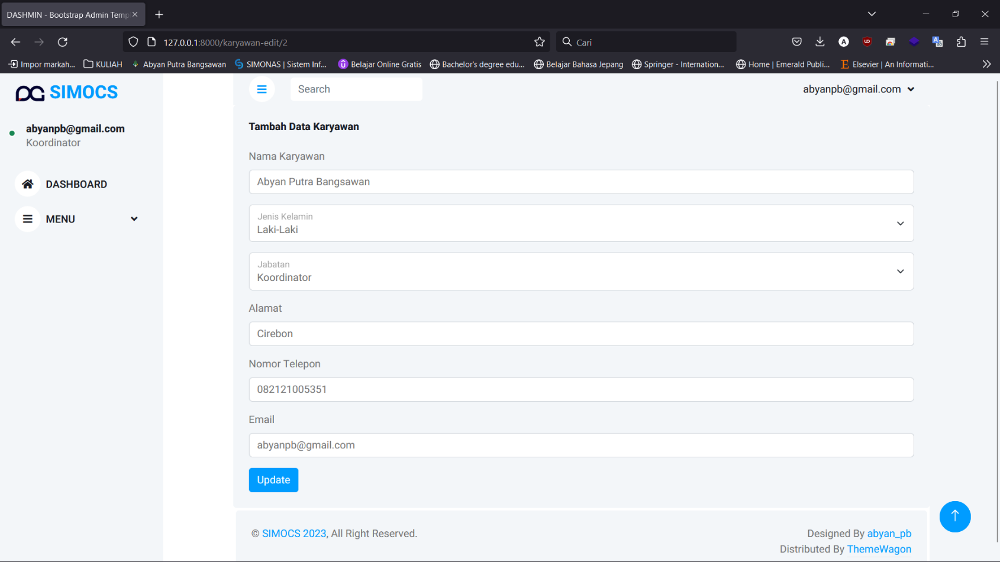 DASHMIN - Bootstrap Admin Temp
127.0.0.1:8000/karyawan-edit/2
Cari
Impor markah...
KULIAH
Abyan Putra Bangsawan
SIMONAS | Sistem Inf...
Belajar Online Gratis
Bachelor's degree edu...
Belajar Bahasa Jepang
Springer - Internation...
Home | Emerald Publi...
Elsevier | An Informati...
SIMOCS
Search
abyanpb@gmail.com
abyanpb@gmail.com
Koordinator
DASHBOARD
MENU
Tambah Data Karyawan
Nama Karyawan
Abyan Putra Bangsawan
Jenis Kelamin
Laki-Laki
Jabatan
Koordinator
Alamat
Cirebon
Nomor Telepon
082121005351
Email
abyanpb@gmail.com
Update
© SIMOCS 2023, All Right Reserved.
Designed By abyan_pb
Distributed By ThemeWagon